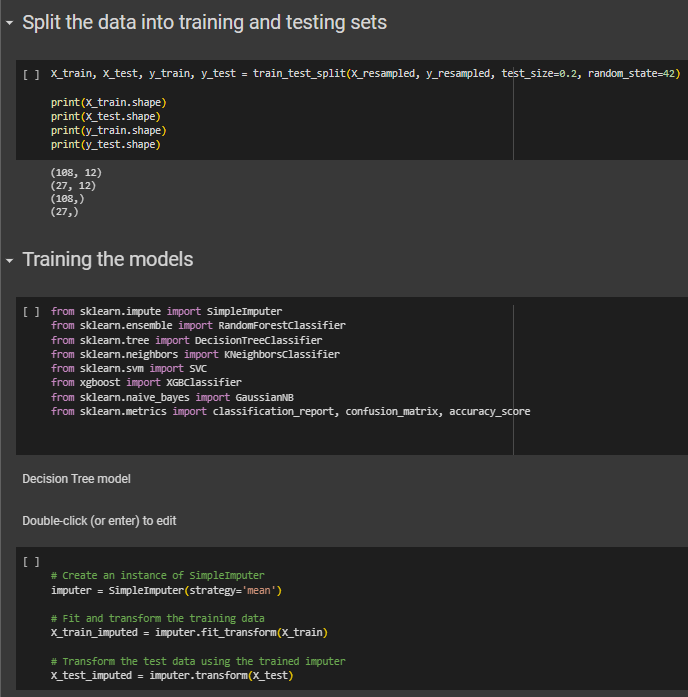 Split the data into training and testing sets
[ ] X_train, X_test, y_train, y_test = train_test_split(X_resampled, y_resampled, test_size=0.2, random_state=42)
print(X_train.shape)
print(X_test.shape)
print(y_train.shape)
print(y_test.shape)
(108, 12)
(27, 12)
(108,)
(27,)
Training the models
[ ] from sklearn.impute import SimpleImputer
from sklearn.ensemble import RandomForestClassifier
from sklearn.tree import DecisionTreeClassifier
from sklearn.neighbors import KNeighborsClassifier
from sklearn.svm import SVC
from xgboost import XGBClassifier
from sklearn.naive_bayes import GaussianNB
from sklearn.metrics import classification_report, confusion_matrix, accuracy_score
Decision Tree model
Double-click (or enter) to edit
[ ]
# Create an instance of SimpleImputer
imputer = SimpleImputer(strategy='mean')
# Fit and transform the training data
X_train_imputed = imputer.fit_transform(X_train)
# Transform the test data using the trained imputer
X_test_imputed = imputer.transform(X_test)